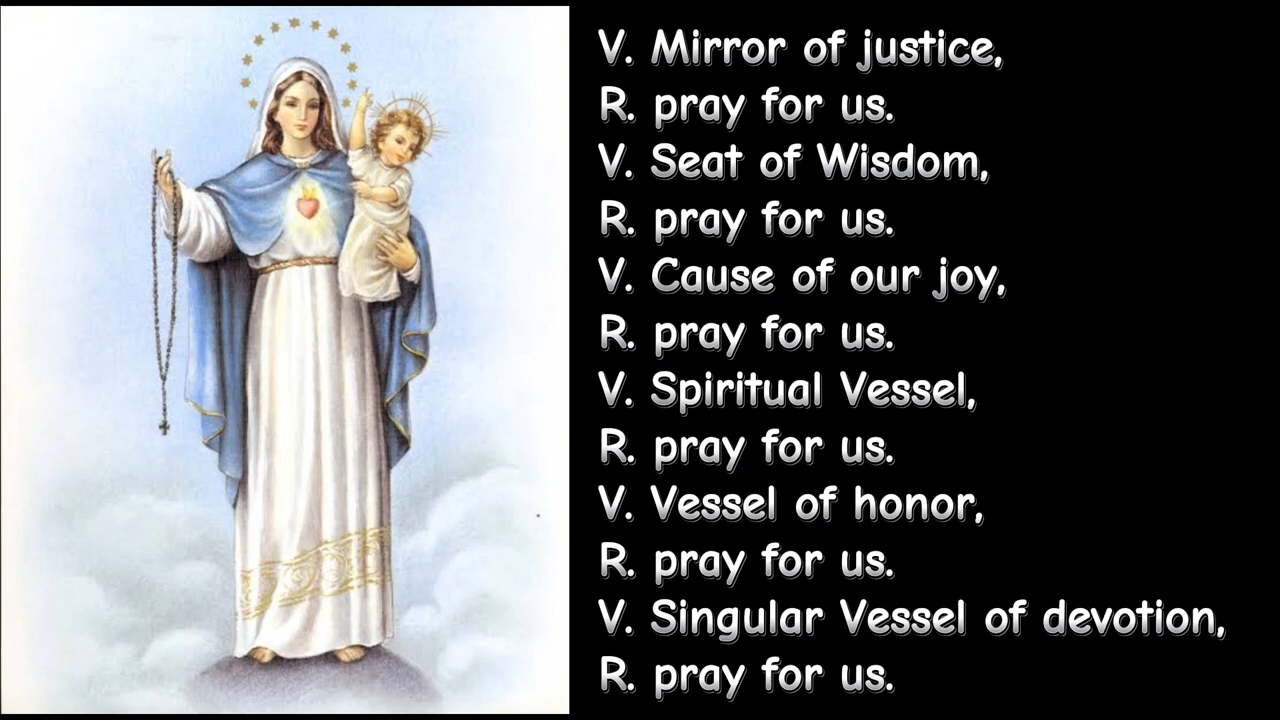 V. Mirror of justice,
R. pray for us.
V. Seat of Wisdom,
R. pray for us.
V. Cause of our joy,
R. pray for us.
V. Spiritual Vessel,
R. pray for us.
V. Vessel of honor,
R. pray for us.
V. Singular Vessel of devotion,
R. pray for us.